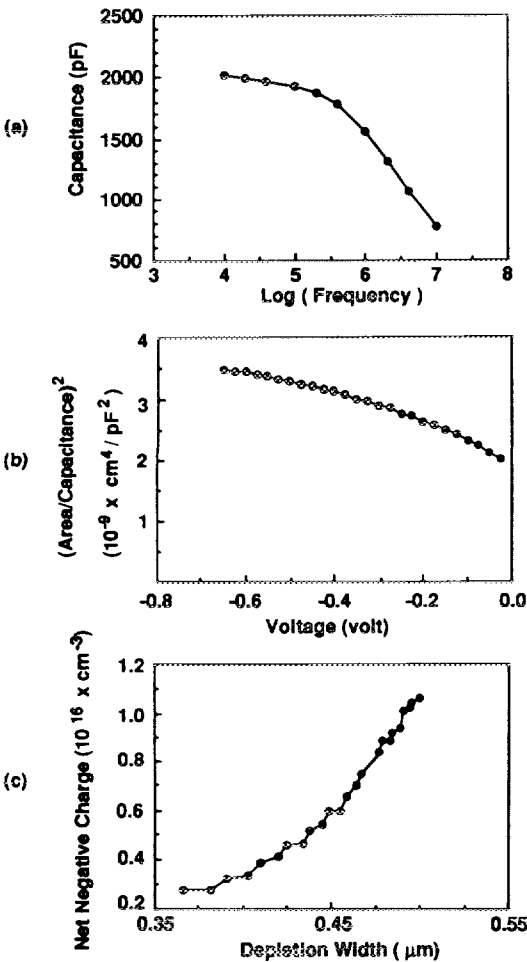 (a)
Capacitance (pF)
2500
2000
1500
1000
500
3 4 5 6 7 8
Log ( Frequency )
(b)
(Area/Capacitance)²
(10⁻⁹ x cm⁴ / pF²)
4
3
2
1
-0.8 -0.6 -0.4 -0.2 0.0
Voltage (volt)
(c)
Net Negative Charge (10¹⁶ x cm⁻³)
1.2
1.0
0.8
0.6
0.4
0.2
0.35 0.45 0.55
Depletion Width ( μm)